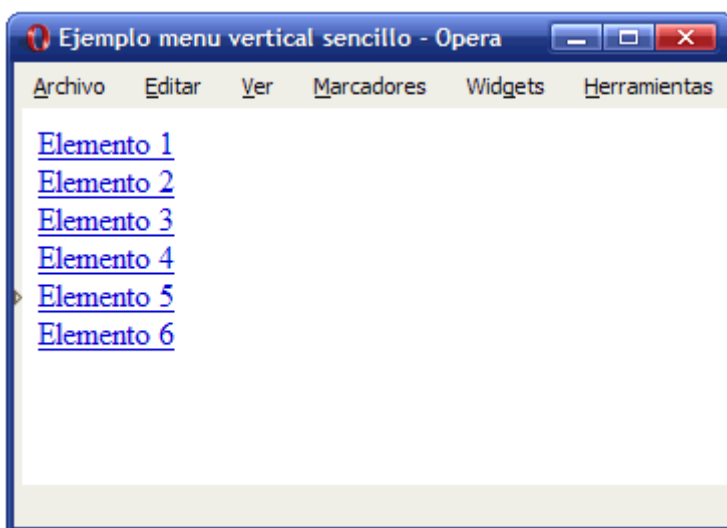 Ejemplo menu vertical sencillo - Opera
Archivo Editar Ver Marcadores Widgets Herramientas
Elemento 1
Elemento 2
Elemento 3
Elemento 4
Elemento 5
Elemento 6